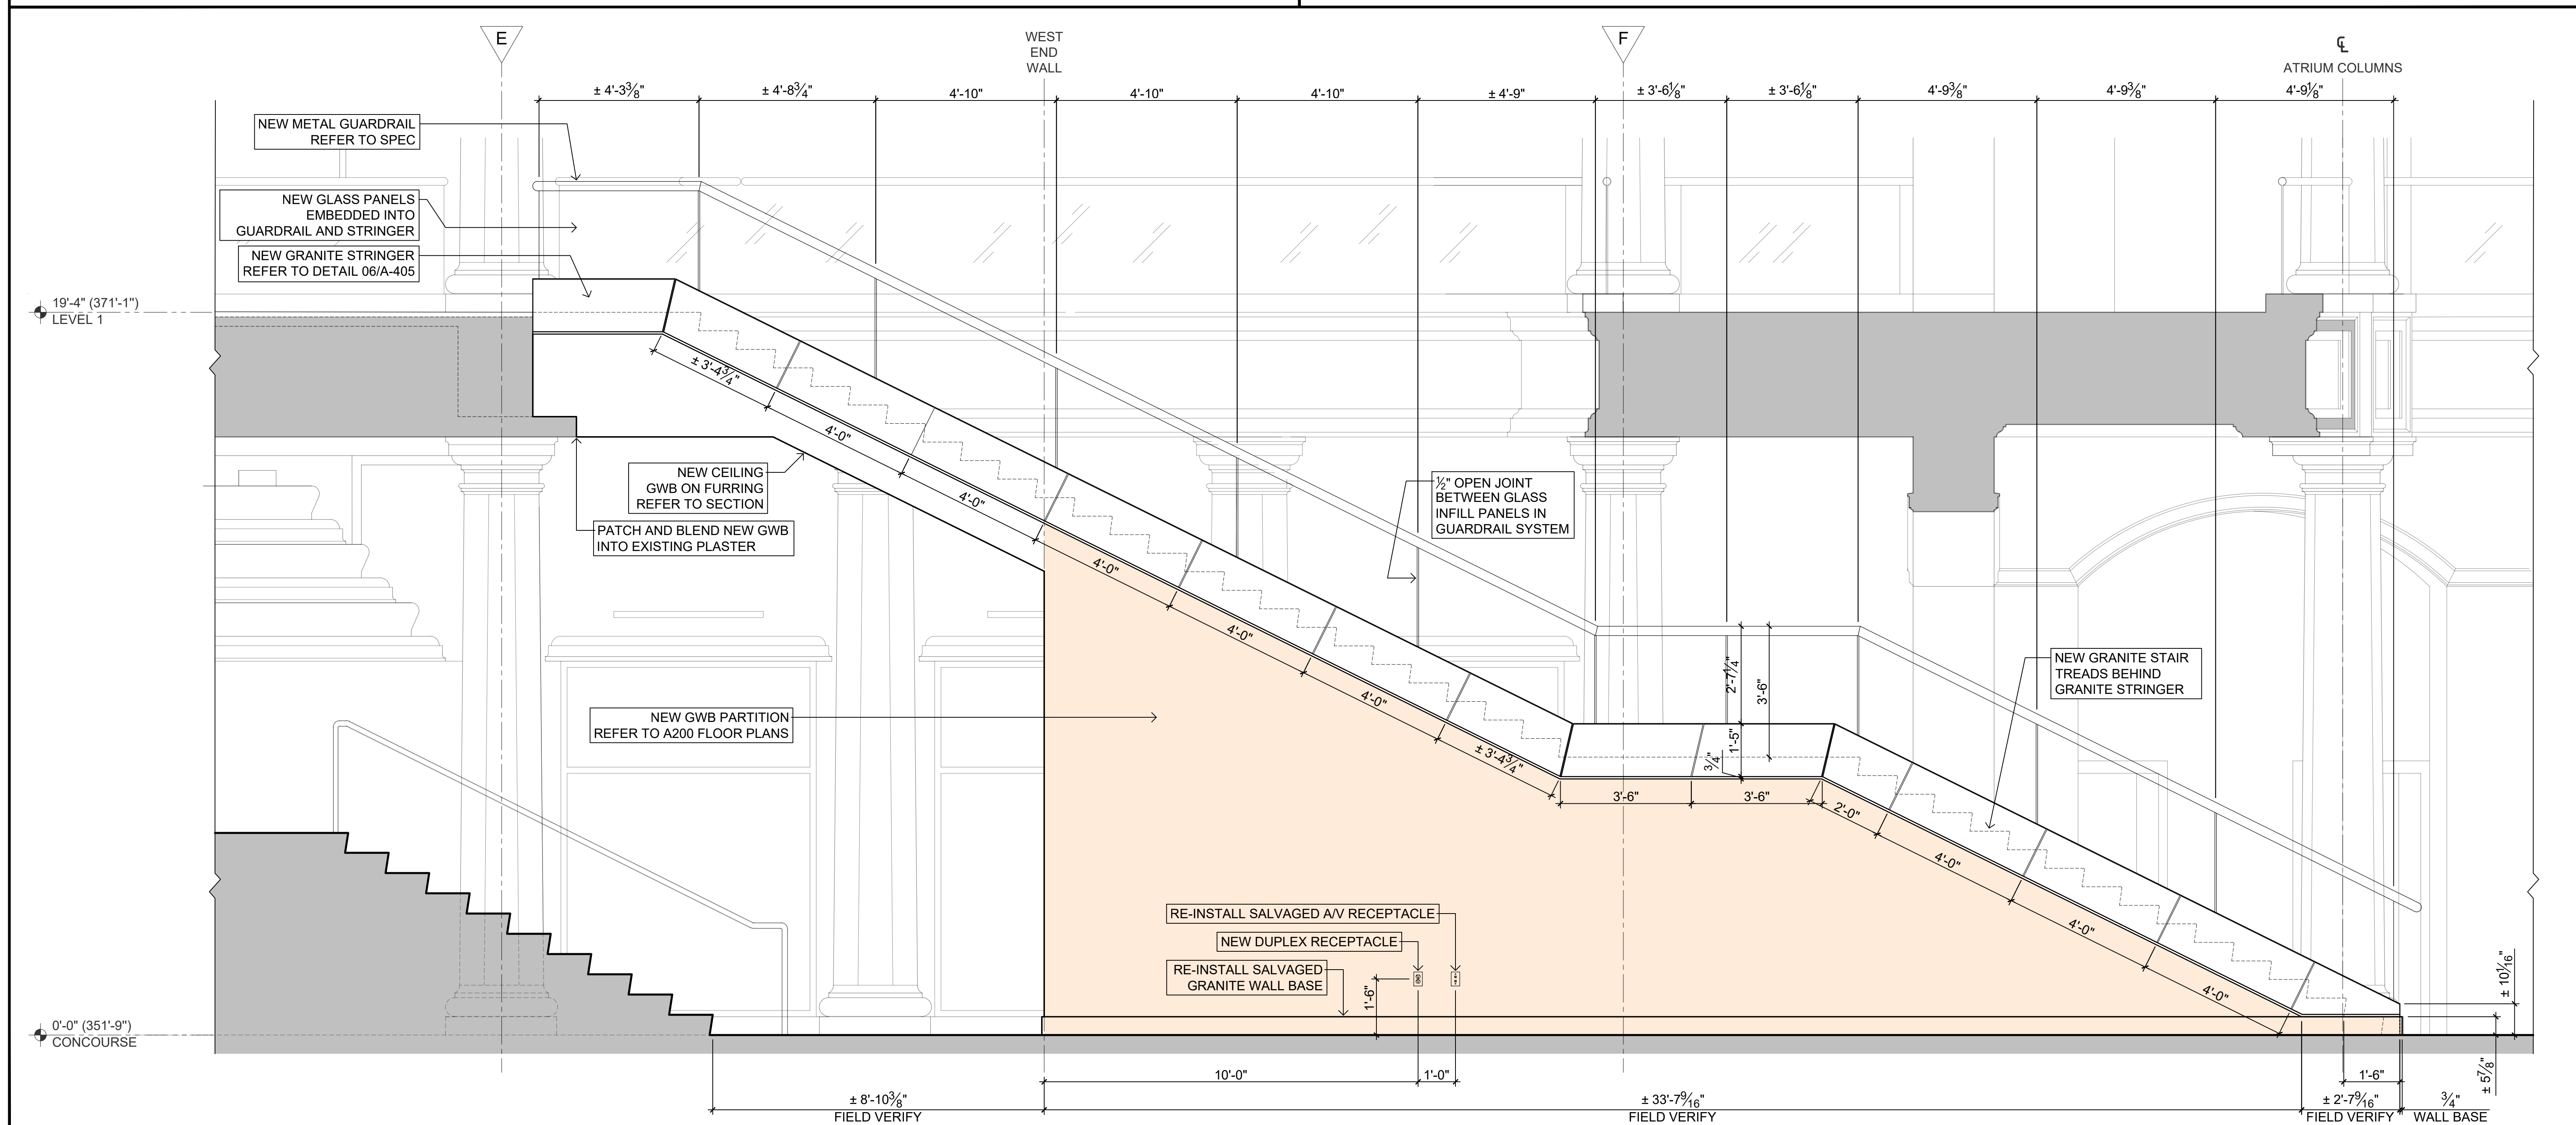 E
WEST
END
WALL
F
℄
ATRIUM COLUMNS
± 4'-3⅜"
± 4'-8¾"
4'-10"
4'-10"
4'-10"
± 4'-9"
± 3'-6⅛"
± 3'-6⅛"
4'-9⅜"
4'-9⅜"
4'-9⅛"
NEW METAL GUARDRAIL
REFER TO SPEC
NEW GLASS PANELS
EMBEDDED INTO
GUARDRAIL AND STRINGER
NEW GRANITE STRINGER
REFER TO DETAIL 06/A-405
19'-4" (371'-1")
LEVEL 1
± 3'-4¾"
4'-0"
4'-0"
4'-0"
4'-0"
4'-0"
± 3'-4¾"
NEW CEILING
GWB ON FURRING
REFER TO SECTION
PATCH AND BLEND NEW GWB
INTO EXISTING PLASTER
½" OPEN JOINT
BETWEEN GLASS
INFILL PANELS IN
GUARDRAIL SYSTEM
NEW GWB PARTITION
REFER TO A200 FLOOR PLANS
2'-7¼"
3'-6"
1'-5"
¾"
3'-6"
3'-6"
2'-0"
4'-0"
4'-0"
4'-0"
NEW GRANITE STAIR
TREADS BEHIND
GRANITE STRINGER
RE-INSTALL SALVAGED A/V RECEPTACLE
NEW DUPLEX RECEPTACLE
RE-INSTALL SALVAGED
GRANITE WALL BASE
1'-6"
0'-0" (351'-9")
CONCOURSE
± 10 1⁄16"
± 5⅞"
10'-0"
1'-0"
1'-6"
± 8'-10⅜"
FIELD VERIFY
± 33'-7 9⁄16"
FIELD VERIFY
± 2'-7 9⁄16"
FIELD VERIFY
¾"
WALL BASE